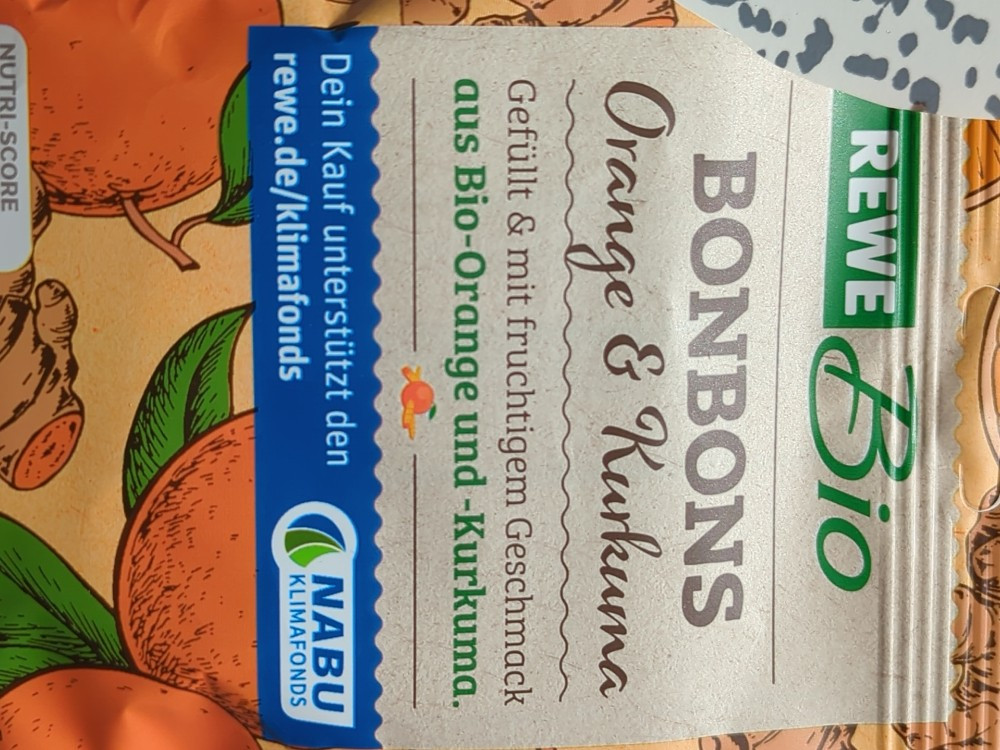 REWE
Bio
BONBONS
Orange & Kurkuma
Gefüllt & mit fruchtigem Geschmack
aus Bio-Orange und -Kurkuma.
Dein Kauf unterstützt den
rewe.de/klimafonds
NABU
KLIMAFONDS
NUTRI-SCORE